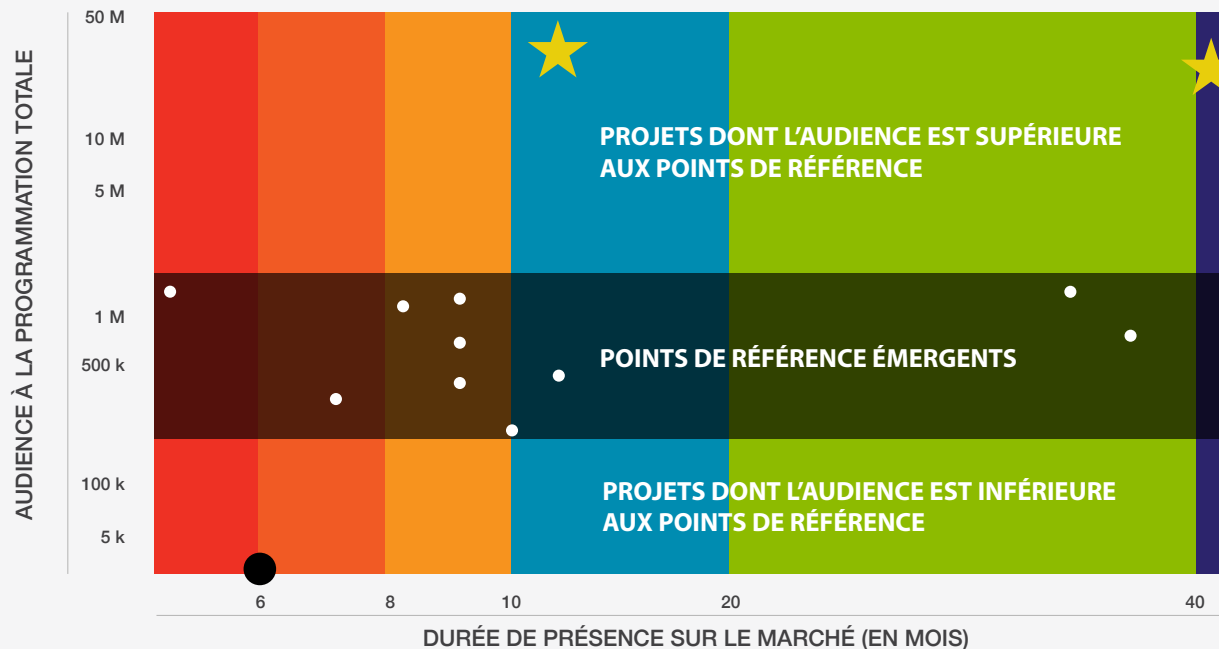 AUDIENCE À LA PROGRAMMATION TOTALE
50 M
10 M
5 M
1 M
500 k
100 k
5 k
PROJETS DONT L'AUDIENCE EST SUPÉRIEURE
AUX POINTS DE RÉFÉRENCE
POINTS DE RÉFÉRENCE ÉMERGENTS
PROJETS DONT L'AUDIENCE EST INFÉRIEURE
AUX POINTS DE RÉFÉRENCE
6 8 10 20 40
DURÉE DE PRÉSENCE SUR LE MARCHÉ (EN MOIS)